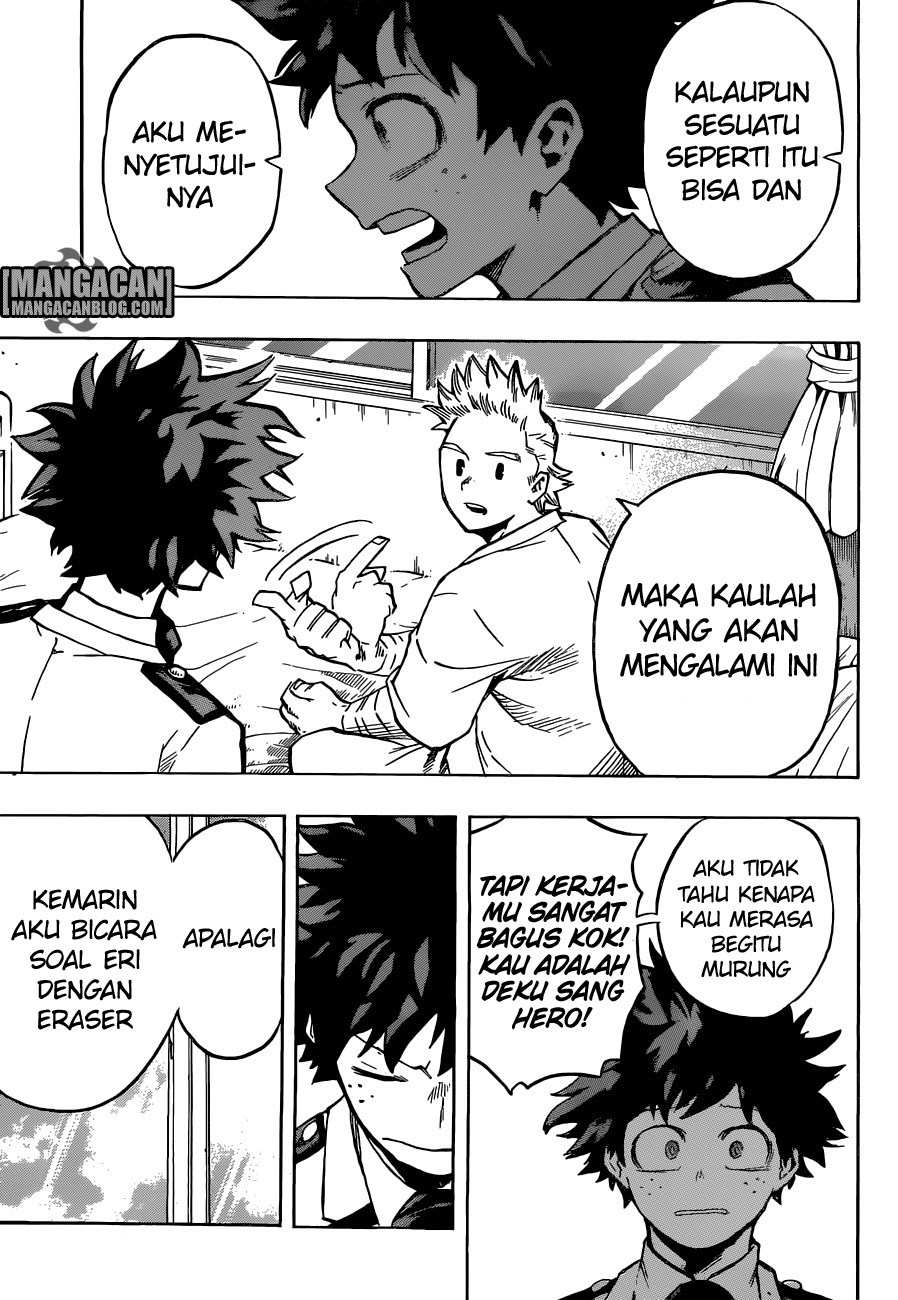 KALAUPUN
SESUATU
SEPERTI ITU
BISA DAN
AKU ME-
NYETUJUI-
NYA
MANGACAN
MANGACANBLOG.COM
MAKA KAULAH
YANG AKAN
MENGALAMI INI
AKU TIDAK
TAHU KENAPA
KAU MERASA
BEGITU
MURUNG
TAPI KERJA-
MU SANGAT
BAGUS KOK!
KAU ADALAH
DEKU SANG
HERO!
APALAGI
KEMARIN
AKU BICARA
SOAL ERI
DENGAN
ERASER